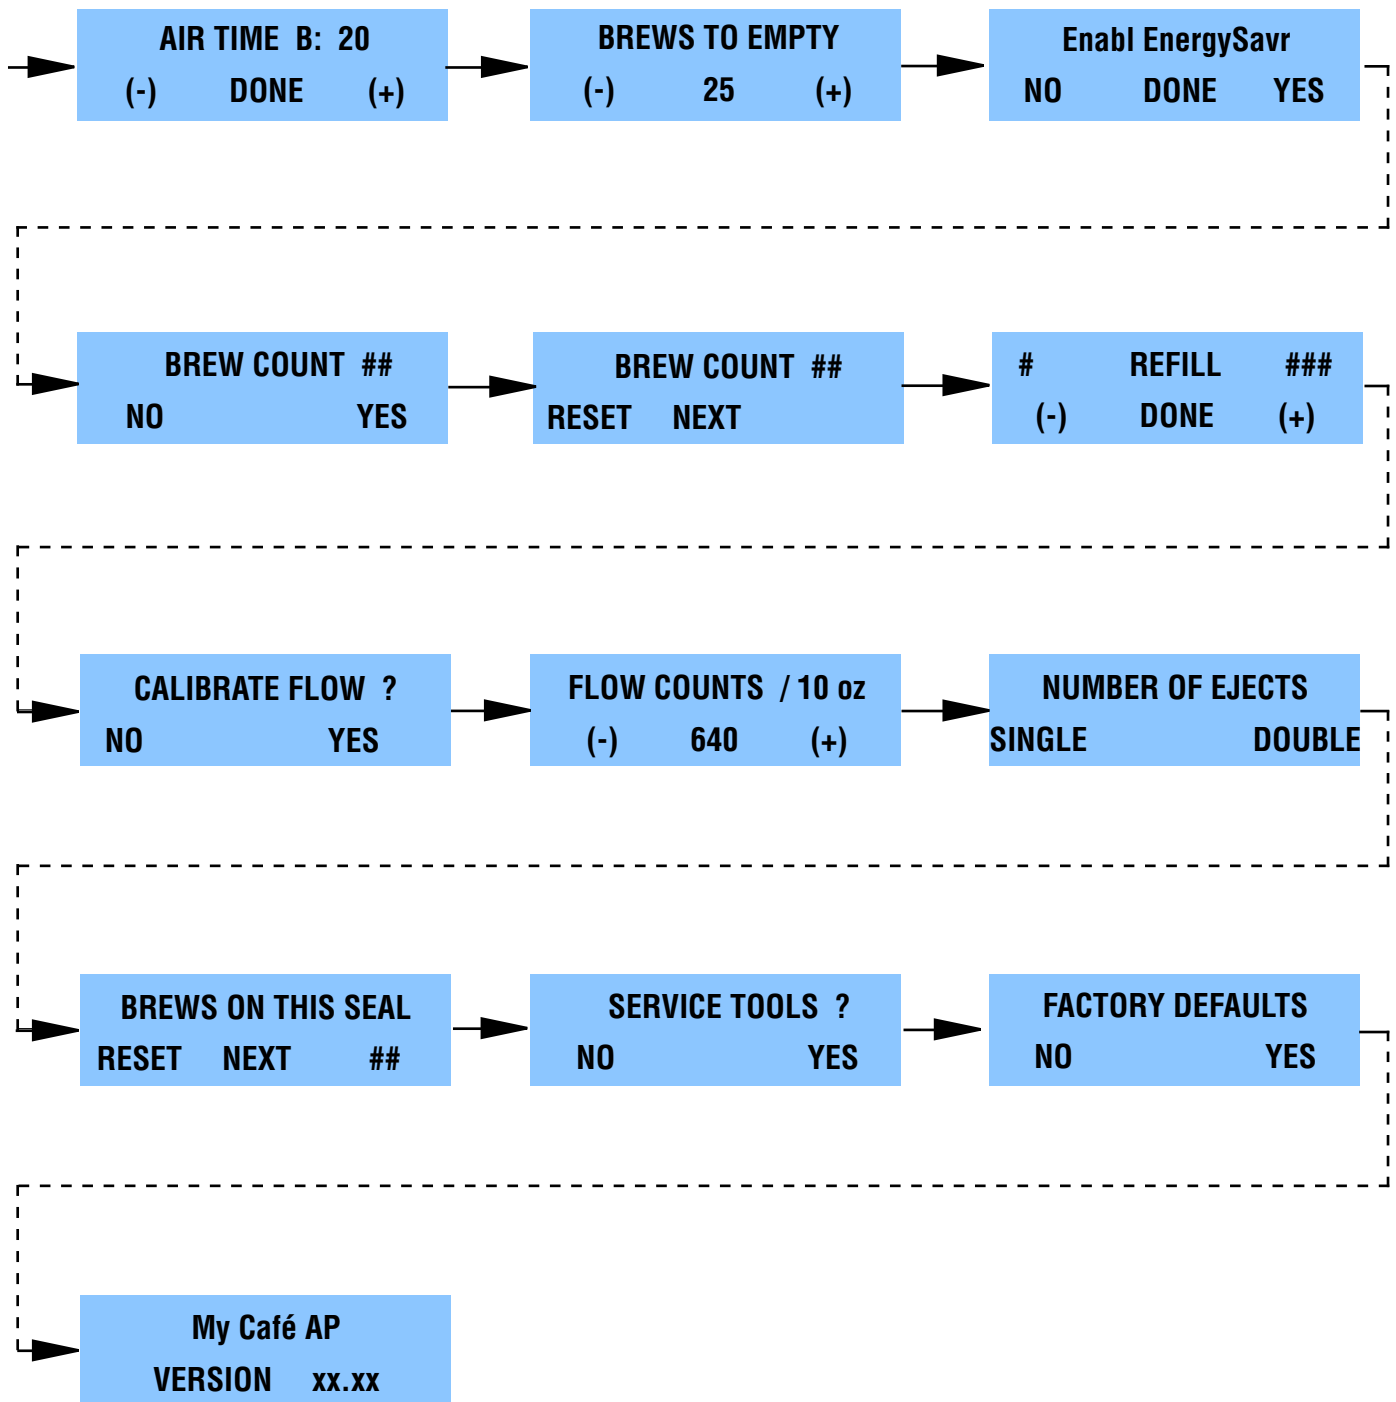 AIR TIME B: 20
(-) DONE (+)
BREWS TO EMPTY
(-) 25 (+)
Enabl EnergySavr
NO DONE YES
BREW COUNT ##
NO YES
BREW COUNT ##
RESET NEXT
# REFILL ###
(-) DONE (+)
CALIBRATE FLOW ?
NO YES
FLOW COUNTS / 10 oz
(-) 640 (+)
NUMBER OF EJECTS
SINGLE DOUBLE
BREWS ON THIS SEAL
RESET NEXT ##
SERVICE TOOLS ?
NO YES
FACTORY DEFAULTS
NO YES
My Café AP
VERSION xx.xx